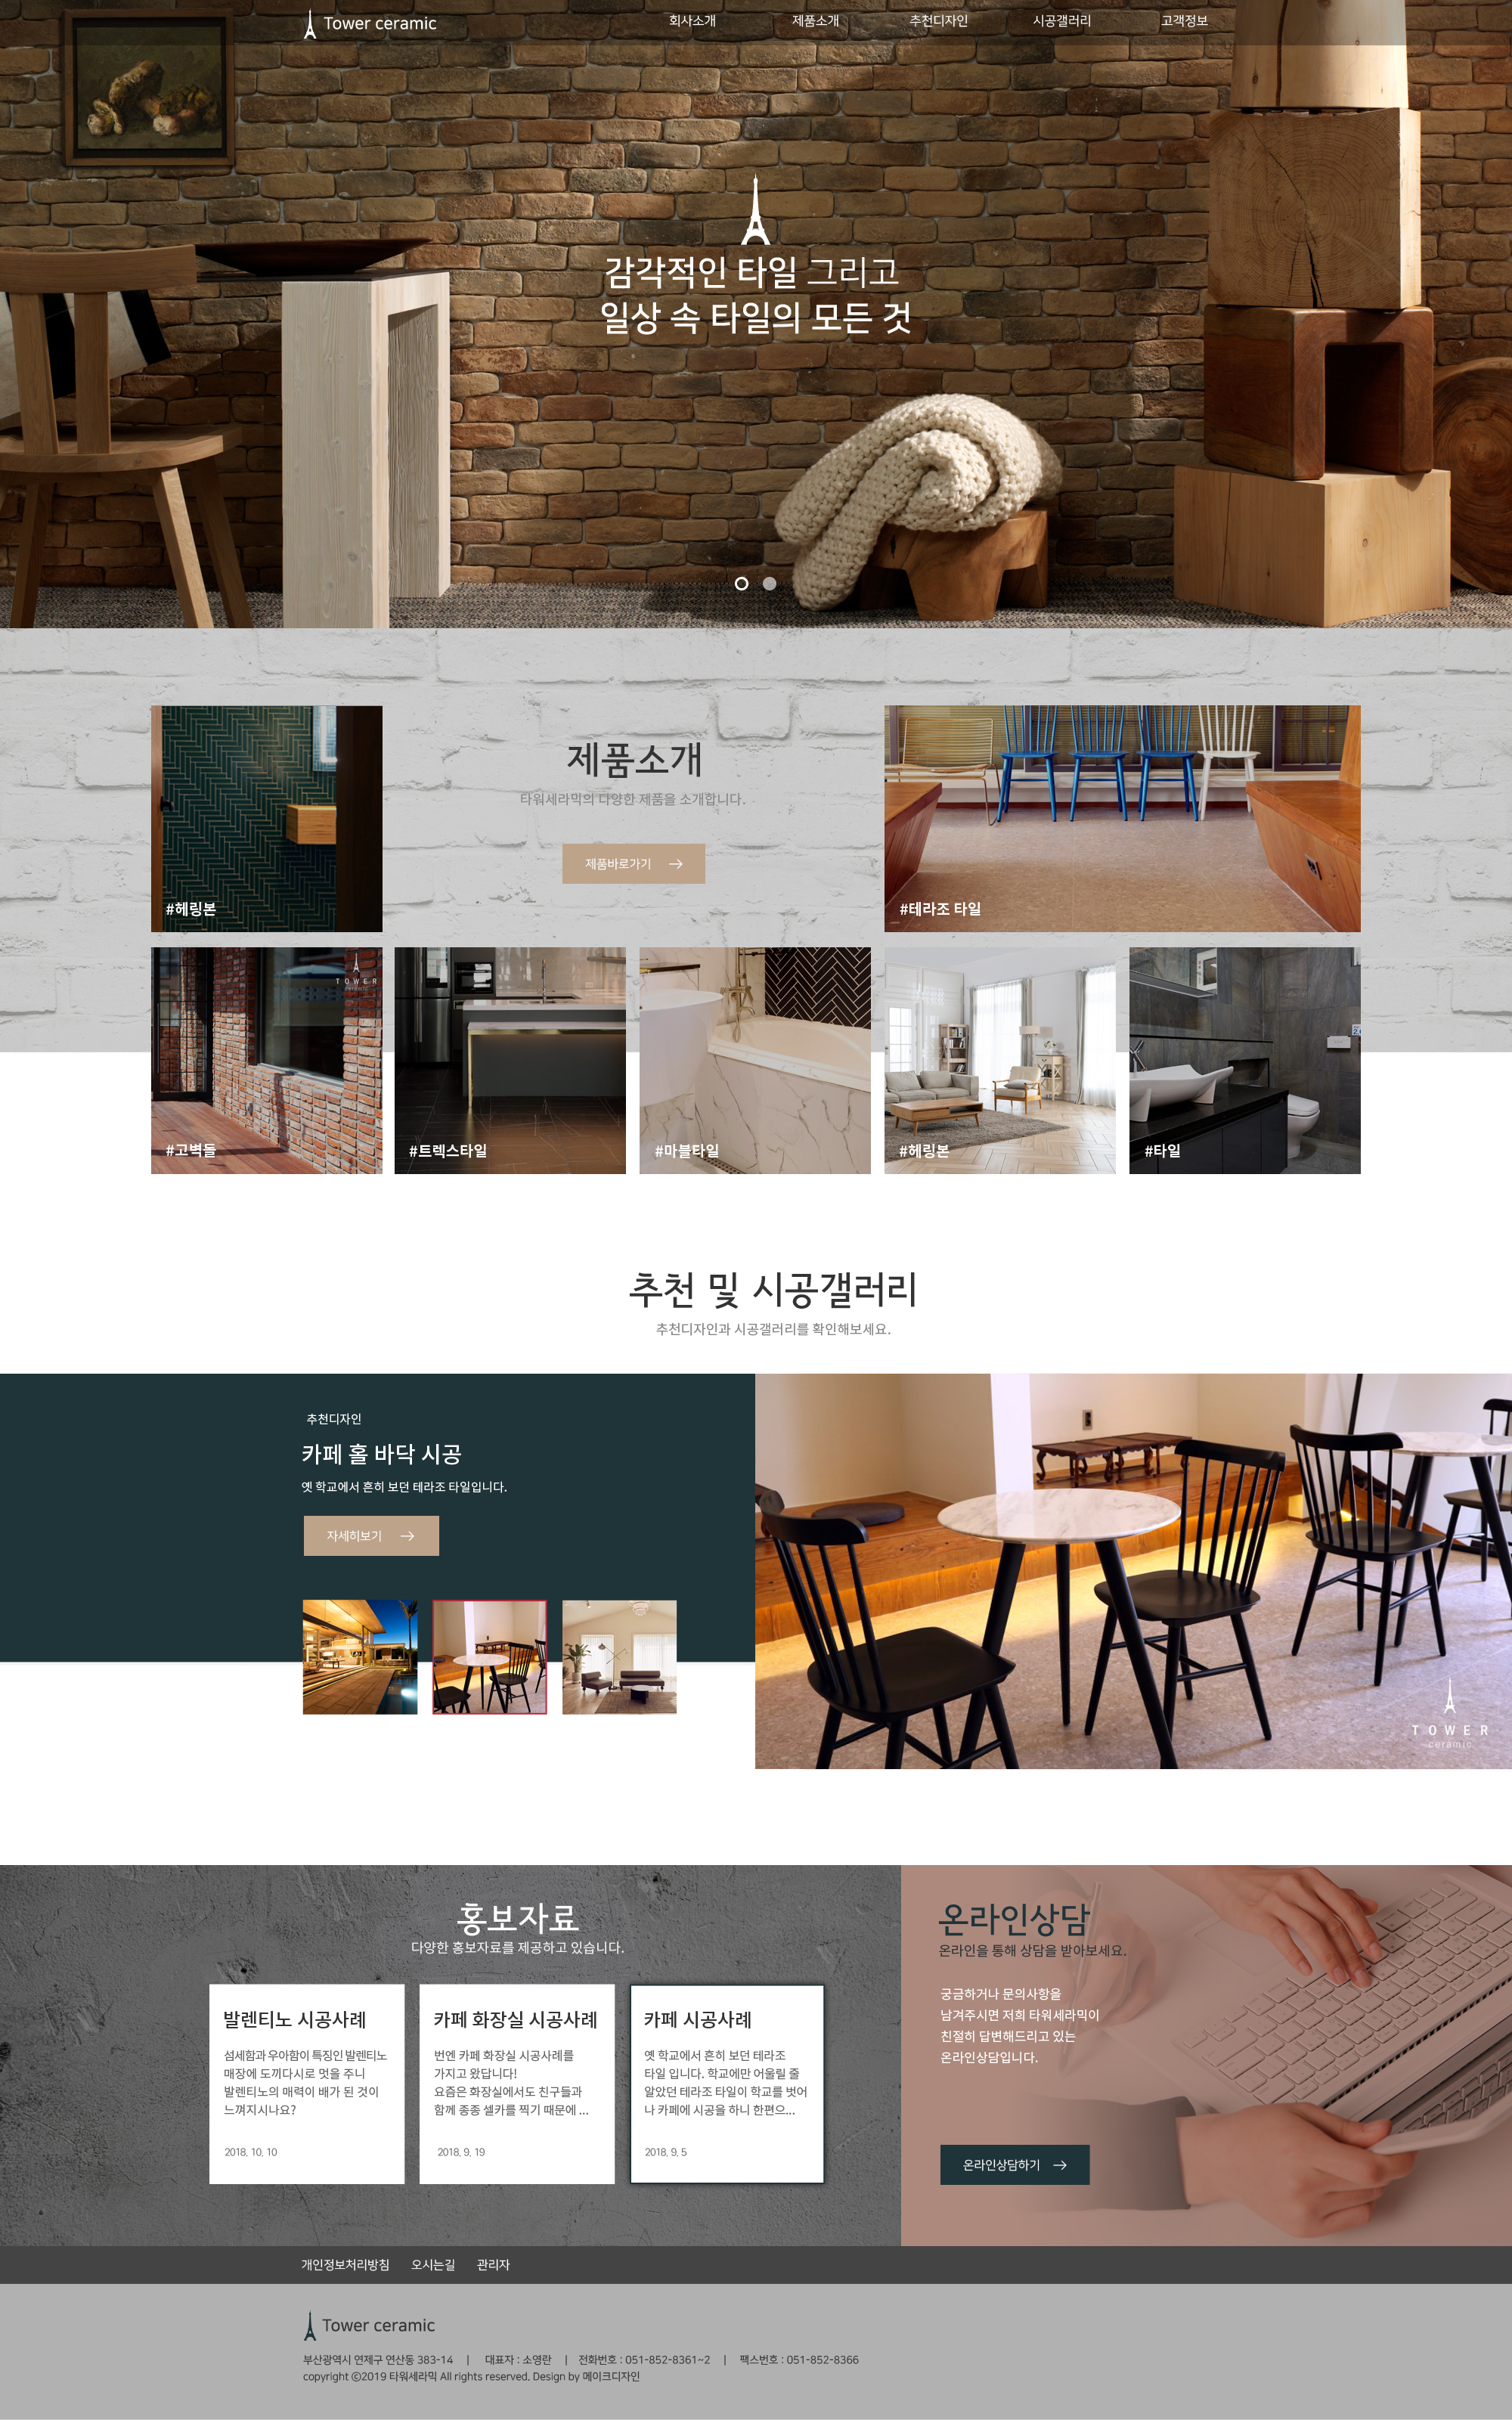 Tower ceramic
회사소개
제품소개
추천디자인
시공갤러리
고객정보
감각적인 타일 그리고
일상 속 타일의 모든 것
#헤링본
제품소개
타워세라믹의 다양한 제품을 소개합니다.
제품바로가기
#테라조 타일
TOWER
ceramic
#고벽돌
#트렉스타일
#마블타일
#헤링본
#타일
추천 및 시공갤러리
추천디자인과 시공갤러리를 확인해보세요.
추천디자인
카페 홀 바닥 시공
옛 학교에서 흔히 보던 테라조 타일입니다.
자세히보기
TOWER
ceramic
홍보자료
다양한 홍보자료를 제공하고 있습니다.
발렌티노 시공사례
섬세함과 우아함이 특징인 발렌티노
매장에 도끼다시로 멋을 주니
발렌티노의 매력이 배가 된 것이
느껴지시나요?
2018. 10. 10
카페 화장실 시공사례
번엔 카페 화장실 시공사례를
가지고 왔답니다!
요즘은 화장실에서도 친구들과
함께 종종 셀카를 찍기 때문에 ...
2018. 9. 19
카페 시공사례
옛 학교에서 흔히 보던 테라조
타일 입니다. 학교에만 어울릴 줄
알았던 테라조 타일이 학교를 벗어
나 카페에 시공을 하니 한편으...
2018. 9. 5
온라인상담
온라인을 통해 상담을 받아보세요.
궁금하거나 문의사항을
남겨주시면 저희 타워세라믹이
친절히 답변해드리고 있는
온라인상담입니다.
온라인상담하기
개인정보처리방침 오시는길 관리자
Tower ceramic
부산광역시 연제구 연산동 383-14 | 대표자 : 소영란 | 전화번호 : 051-852-8361~2 | 팩스번호 : 051-852-8366
copyright ⓒ2019 타워세라믹 All rights reserved. Design by 메이크디자인